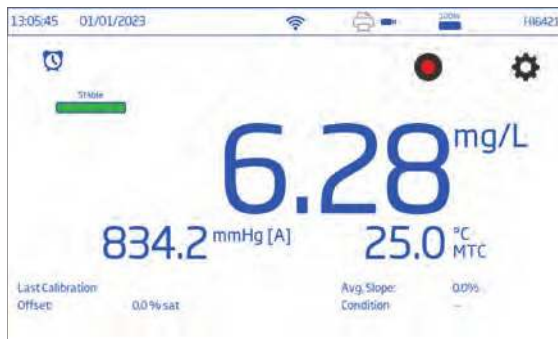 13:05:45 01/01/2023 100% HI6421
Stable
6.28 mg/L
834.2 mmHg [A] 25.0 °C
MTC
Last Calibration: Avg. Slope: 0.0%
Offset: 0.0 % sat Condition --